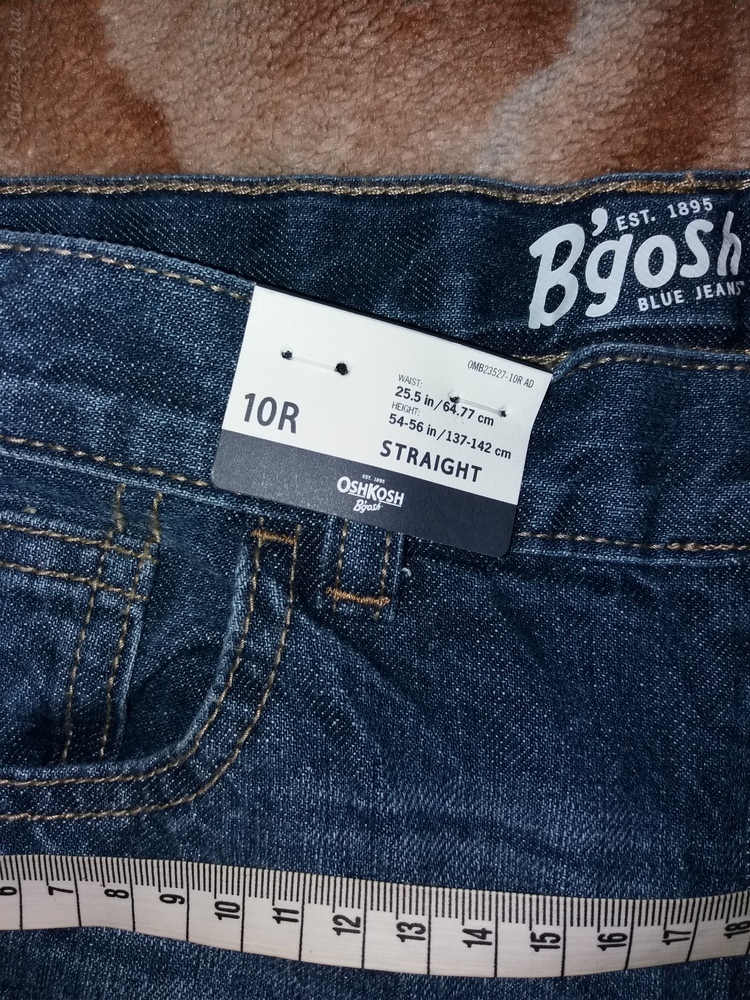 EST. 1895
B'gosh
BLUE JEANS
OMB23527-10R AD
WAIST:
25.5 in/64.77 cm
HEIGHT:
54-56 in/137-142 cm
10R
STRAIGHT
EST. 1895
OSHKOSH
B'gosh
6 7 8 9 10 11 12 13 14 15 16 17 18